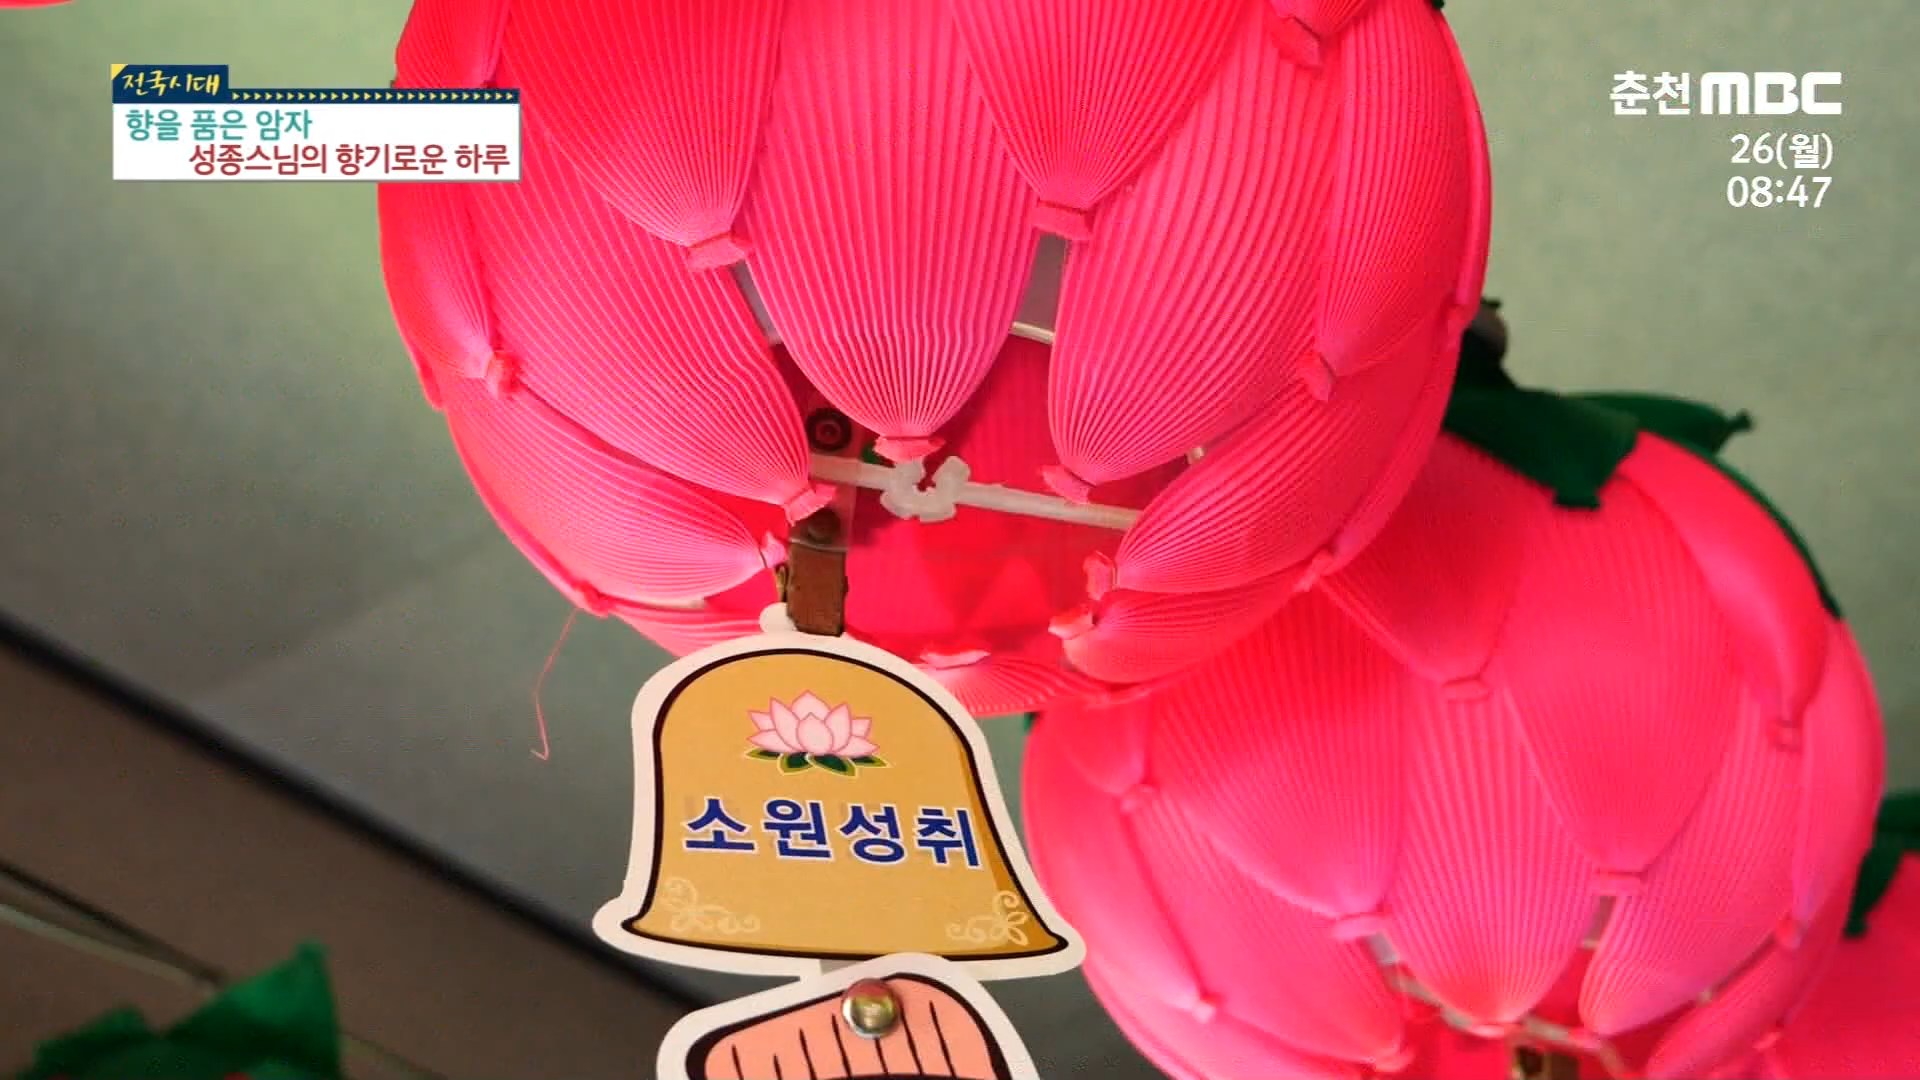 전국시대
향을 품은 암자
성종스님의 향기로운 하루
춘천MBC
26(월)
08:47
소원성취